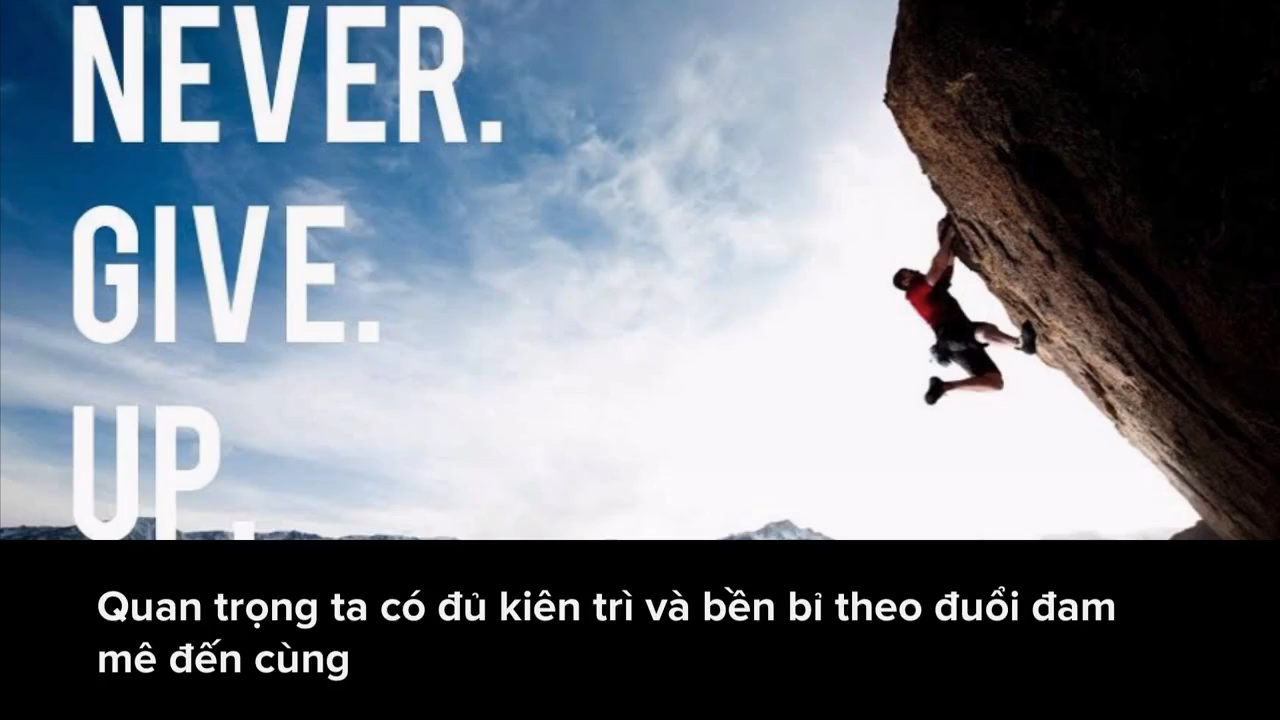 NEVER.
GIVE.
UP.
Quan trọng ta có đủ kiên trì và bền bỉ theo đuổi đam
mê đến cùng